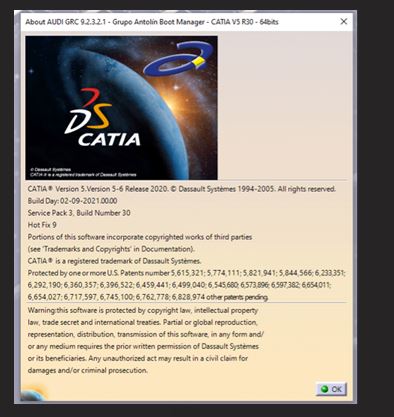 About AUDI GRC 9.2.3.2.1 - Grupo Antolín Boot Manager - CATIA V5 R30 - 64bits
DS
CATIA
© Dassault Systèmes
CATIA ® is a registered trademark of Dassault Systèmes
CATIA® Version 5.Version 5-6 Release 2020. © Dassault Systèmes 1994-2005. All rights reserved.
Build Day: 02-09-2021.00.00
Service Pack 3, Build Number 30
Hot Fix 9
Portions of this software incorporate copyrighted works of third parties
(see 'Trademarks and Copyrights' in Documentation).
CATIA® is a registered trademark of Dassault Systèmes.
Protected by one or more U.S. Patents number 5,615,321; 5,774,111; 5,821,941; 5,844,566; 6,233,351;
6,292,190; 6,360,357; 6,396,522; 6,459,441; 6,499,040; 6,545,680; 6,573,896; 6,597,382; 6,654,011;
6,654,027; 6,717,597; 6,745,100; 6,762,778; 6,828,974 other patents pending.
Warning:this software is protected by copyright law, intellectual property
law, trade secret and international treaties. Partial or global reproduction,
representation, distribution, transmission of this software, in any form and/
or any medium requires the prior written permission of Dassault Systèmes
or its beneficiaries. Any unauthorized act may result in a civil claim for
damages and/or criminal prosecution.
OK